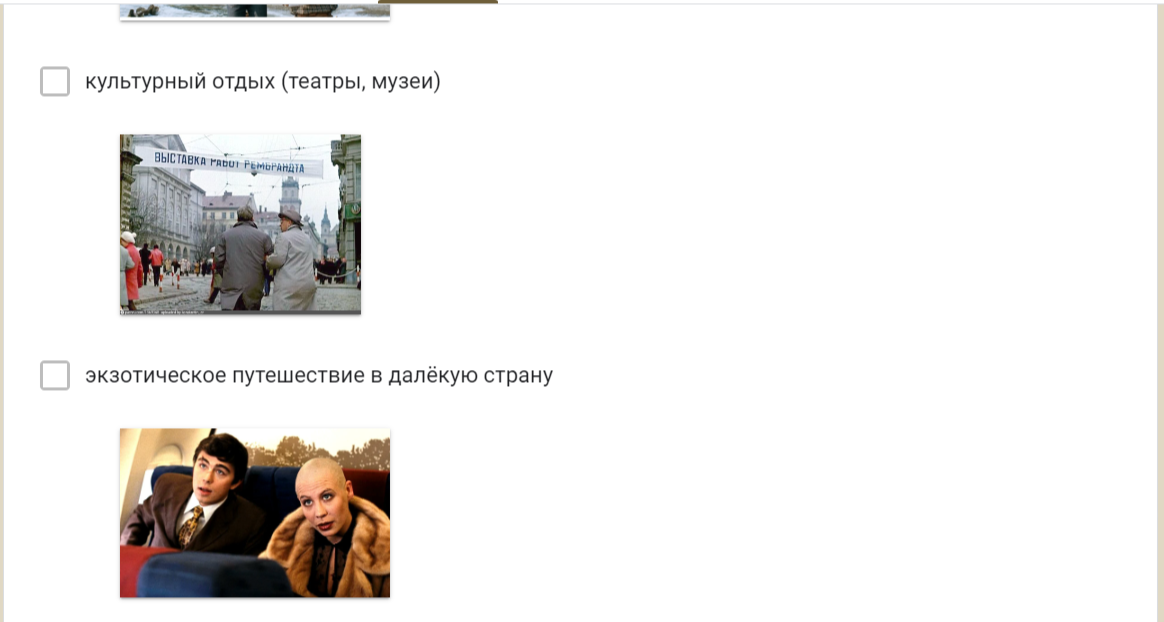 культурный отдых (театры, музеи)
ВЫСТАВКА РАБОТ РЕМБРАНДТА
экзотическое путешествие в далёкую страну